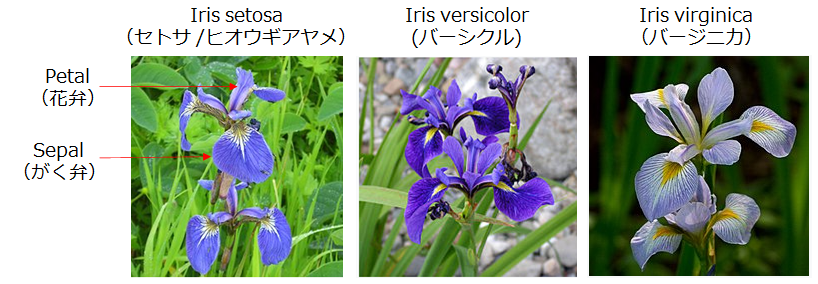 Iris setosa
（セトサ /ヒオウギアヤメ）
Iris versicolor
(バーシクル)
Iris virginica
（バージニカ）
Petal
（花弁）
Sepal
（がく弁）